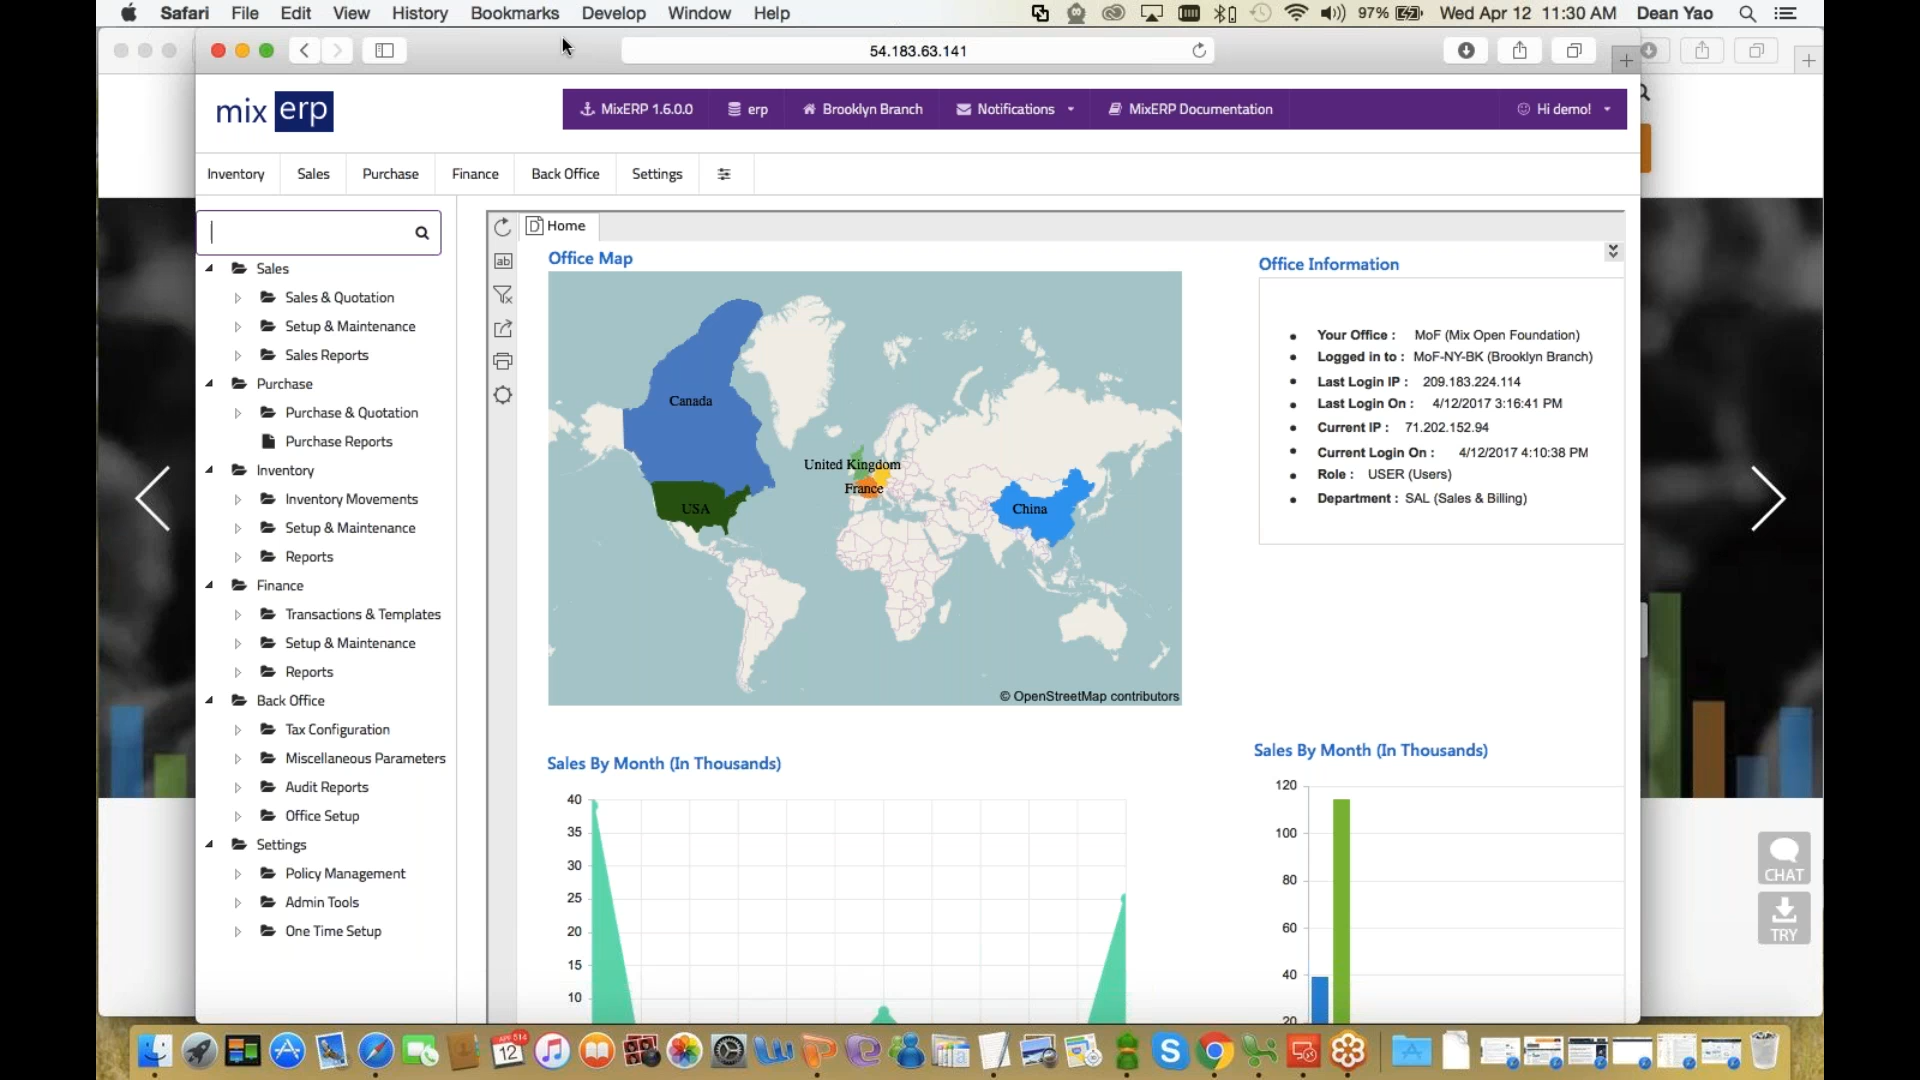 Safari File Edit View History Bookmarks Develop Window Help 97% Wed Apr 12 11:30 AM Dean Yao
54.183.63.141
mix erp
MixERP 1.6.0.0 erp Brooklyn Branch Notifications MixERP Documentation Hi demo!
Inventory Sales Purchase Finance Back Office Settings
Home
Sales
Sales & Quotation
Setup & Maintenance
Sales Reports
Purchase
Purchase & Quotation
Purchase Reports
Inventory
Inventory Movements
Setup & Maintenance
Reports
Finance
Transactions & Templates
Setup & Maintenance
Reports
Back Office
Tax Configuration
Miscellaneous Parameters
Audit Reports
Office Setup
Settings
Policy Management
Admin Tools
One Time Setup
ab
Office Map
Canada
United Kingdom
France
USA
China
© OpenStreetMap contributors
Office Information
Your Office : MoF (Mix Open Foundation)
Logged in to : MoF-NY-BK (Brooklyn Branch)
Last Login IP : 209.183.224.114
Last Login On : 4/12/2017 3:16:41 PM
Current IP : 71.202.152.94
Current Login On : 4/12/2017 4:10:38 PM
Role : USER (Users)
Department : SAL (Sales & Billing)
Sales By Month (In Thousands)
40
35
30
25
20
15
10
Sales By Month (In Thousands)
120
100
80
60
40
20
CHAT
TRY
APR
12
514